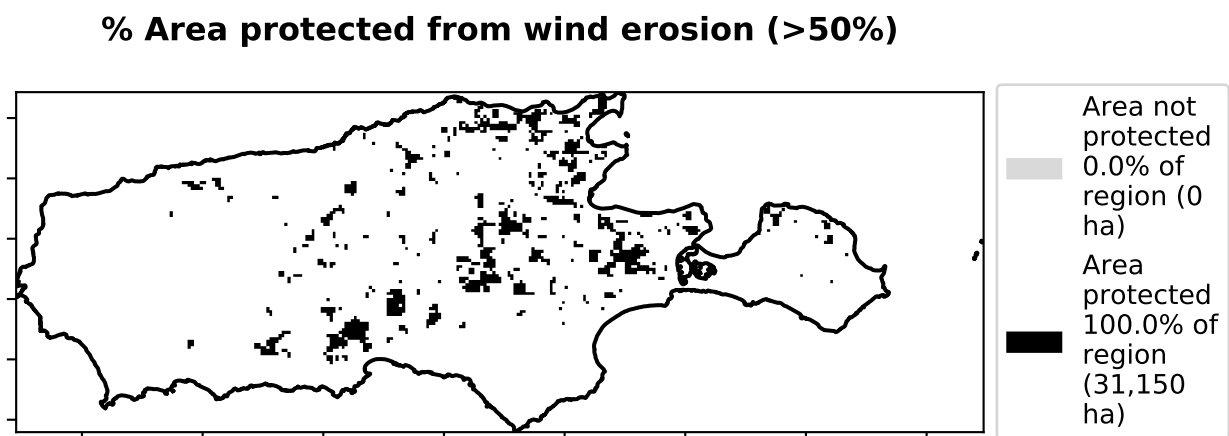 % Area protected from wind erosion (>50%)
Area not
protected
0.0% of
region (0
ha)
Area
protected
100.0% of
region
(31,150
ha)